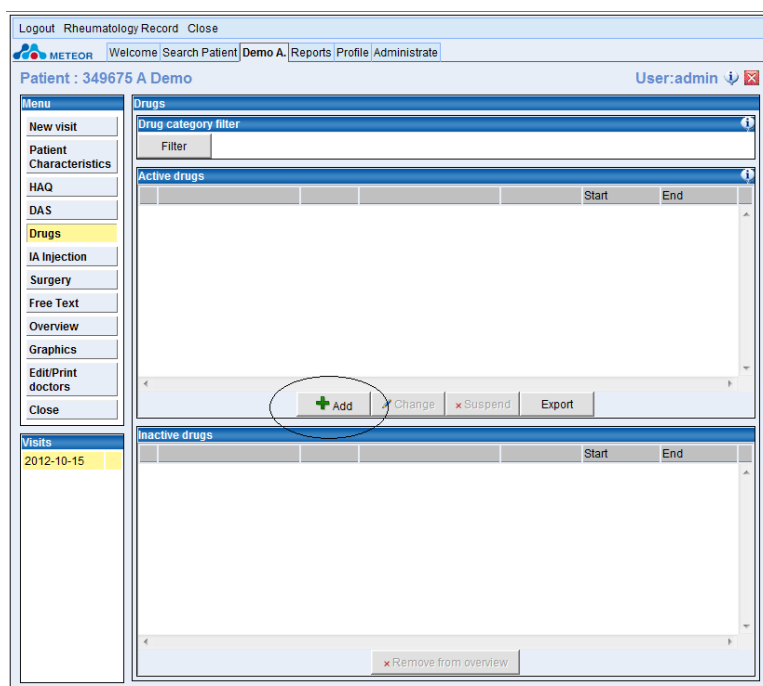 Logout Rheumatology Record Close
METEOR Welcome Search Patient Demo A. Reports Profile Administrate
Patient : 349675 A Demo
User:admin
Menu
New visit
Patient
Characteristics
HAQ
DAS
Drugs
IA Injection
Surgery
Free Text
Overview
Graphics
Edit/Print
doctors
Close
Visits
2012-10-15
Drugs
Drug category filter
Filter
Active drugs
Start End
Add Change Suspend Export
Inactive drugs
Start End
Remove from overview